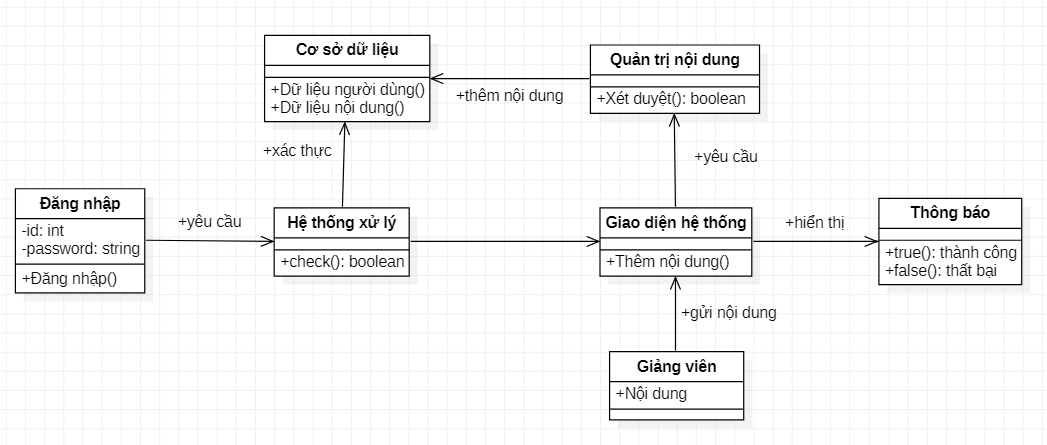 Cơ sở dữ liệu
+Dữ liệu người dùng()
+Dữ liệu nội dung()
Quản trị nội dung
+Xét duyệt(): boolean
+thêm nội dung
+xác thực
+yêu cầu
Đăng nhập
-id: int
-password: string
+Đăng nhập()
+yêu cầu
Hệ thống xử lý
+check(): boolean
Giao diện hệ thống
+Thêm nội dung()
+hiển thị
Thông báo
+true(): thành công
+false(): thất bại
+gửi nội dung
Giảng viên
+Nội dung